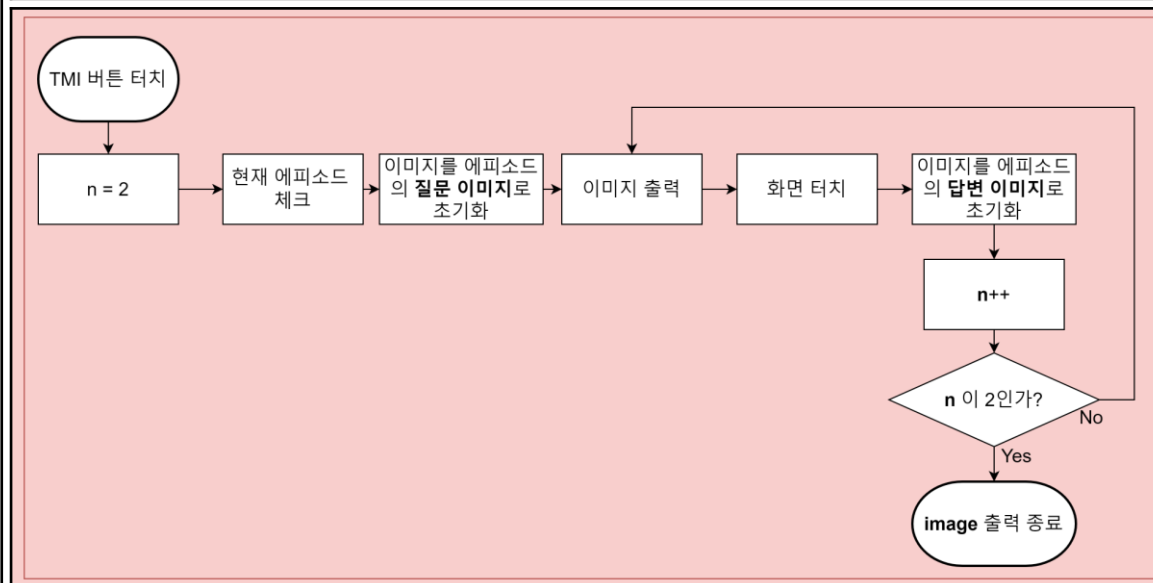 TMI 버튼 터치
n = 2
현재 에피소드
체크
이미지를 에피소드
의 질문 이미지로
초기화
이미지 출력
화면 터치
이미지를 에피소드
의 답변 이미지로
초기화
n++
n 이 2인가?
No
Yes
image 출력 종료